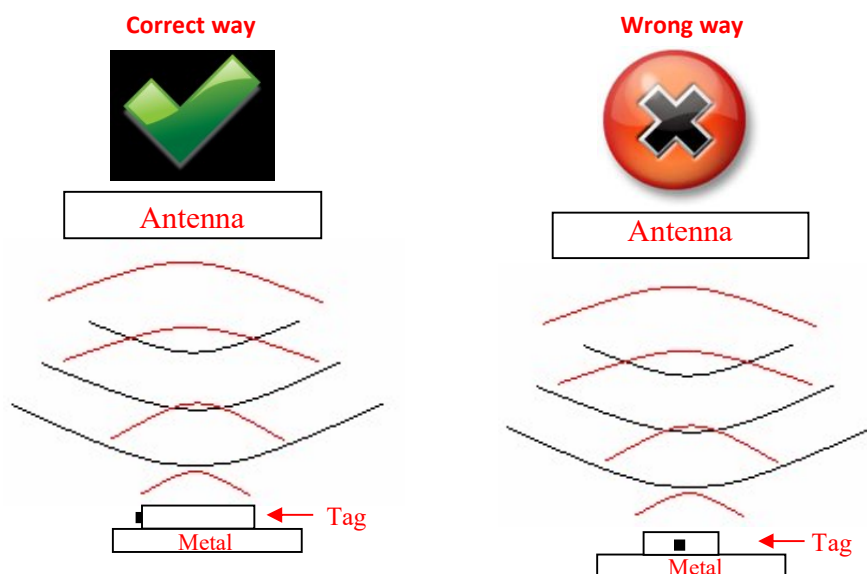 Correct way
Wrong way
Antenna
Antenna
Tag
Metal
Tag
Metal